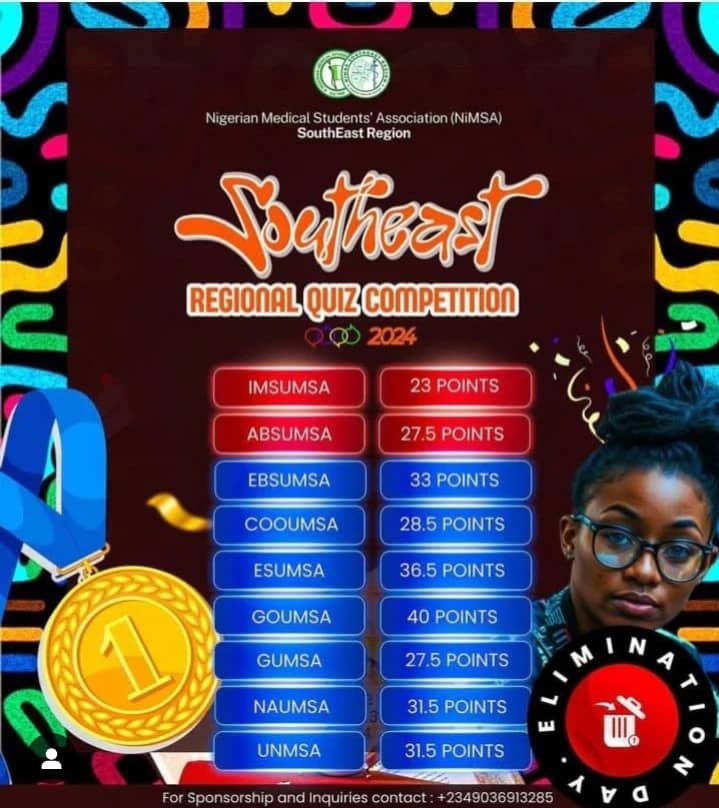 Nigerian Medical Students' Association (NiMSA)
SouthEast Region
Southeast
REGIONAL QUIZ COMPETITION
2024
IMSUMSA 23 POINTS
ABSUMSA 27.5 POINTS
EBSUMSA 33 POINTS
COOUMSA 28.5 POINTS
ESUMSA 36.5 POINTS
GOUMSA 40 POINTS
GUMSA 27.5 POINTS
NAUMSA 31.5 POINTS
UNMSA 31.5 POINTS
1
ELIMINATION DAY.
For Sponsorship and Inquiries contact : +2349036913285